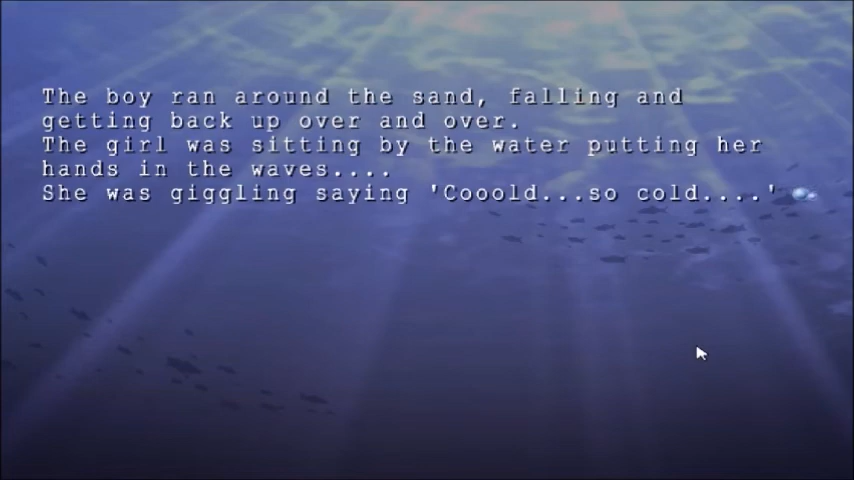 The boy ran around the sand, falling and
getting back up over and over.
The girl was sitting by the water putting her
hands in the waves....
She was giggling saying 'Cooold...so cold....'